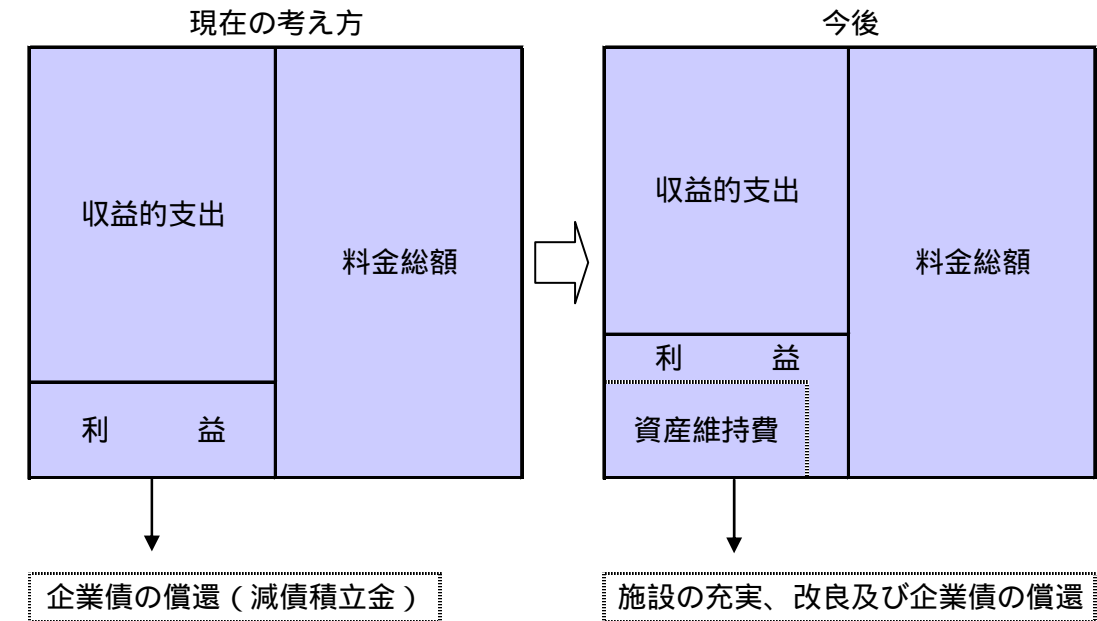 現在の考え方
収益的支出
料金総額
利　　　益
企業債の償還（減債積立金）
今後
収益的支出
料金総額
利　　　益
資産維持費
施設の充実、改良及び企業債の償還